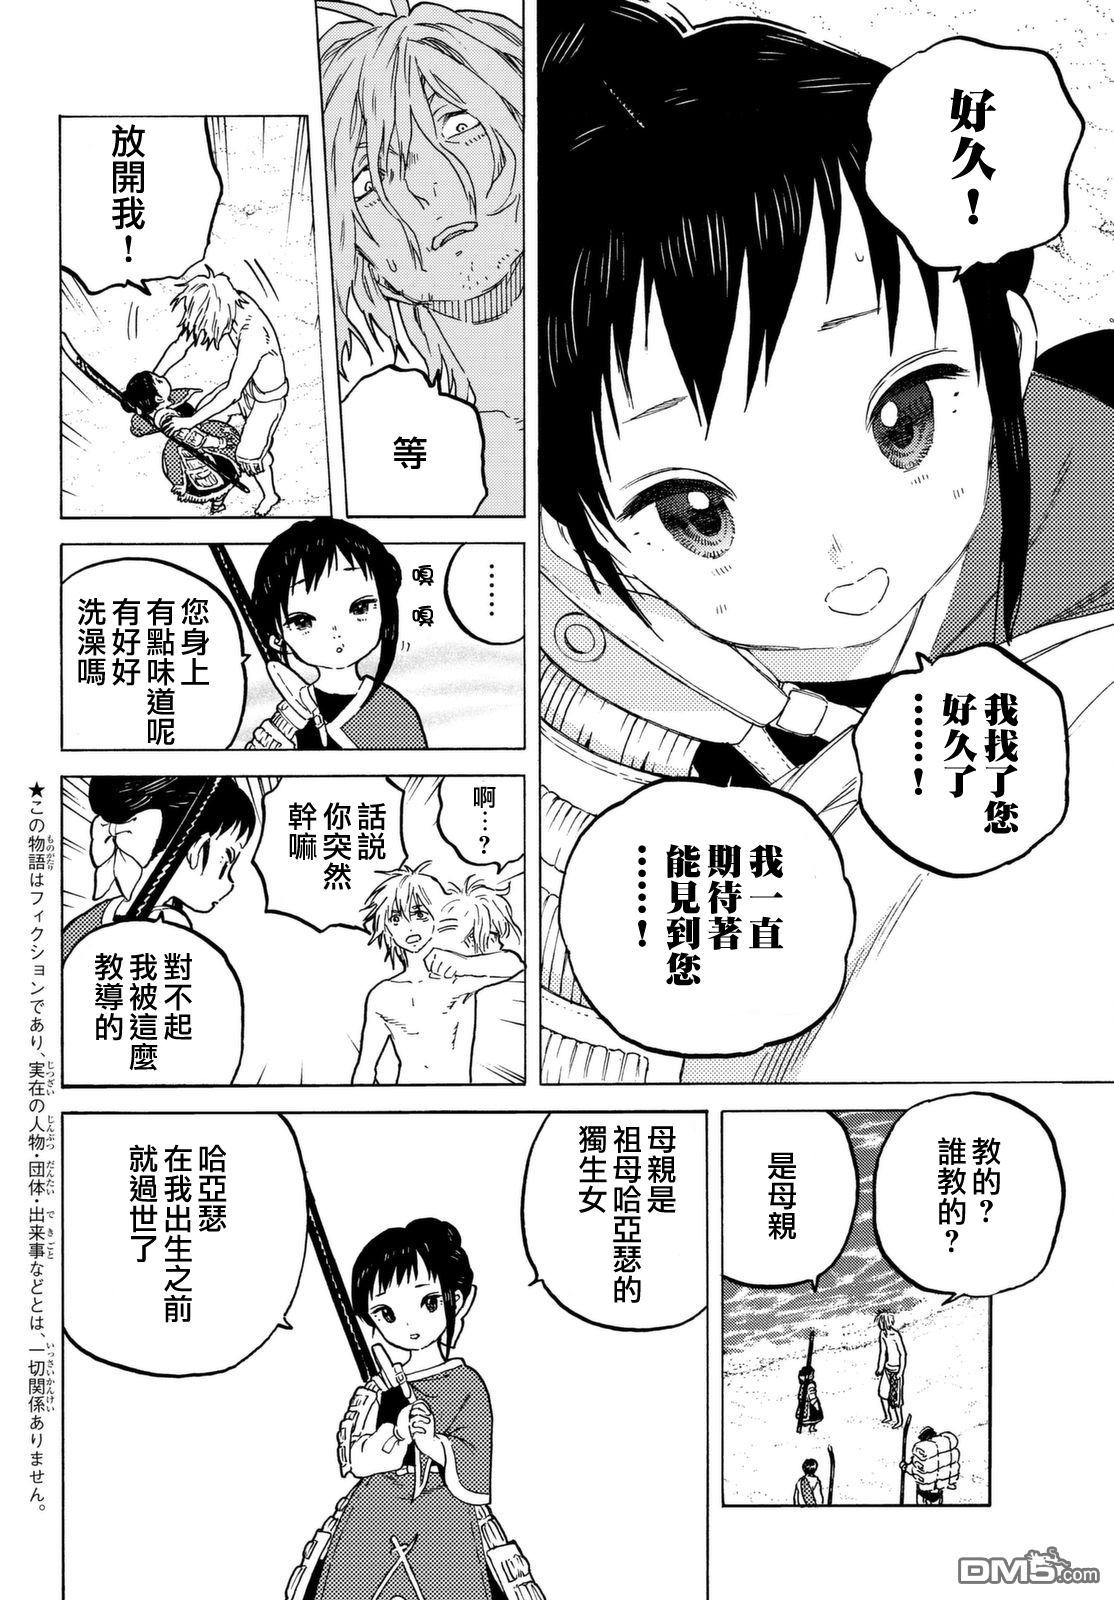 好久！
我找了您
好久了
……！
我一直
期待著
能見到您
……！
等
放開我！
……
嗅
嗅
您身上
有點味道呢
有好好
洗澡嗎
啊…？
話說
你突然
幹嘛
對不起
我被這麼
教導的
教的？
誰教的？
是母親
母親是
祖母哈亞瑟的
獨生女
哈亞瑟
在我出生之前
就過世了
★この物語はフィクションであり、実在の人物・団体・出来事などとは、一切関係ありません。
DM5.com